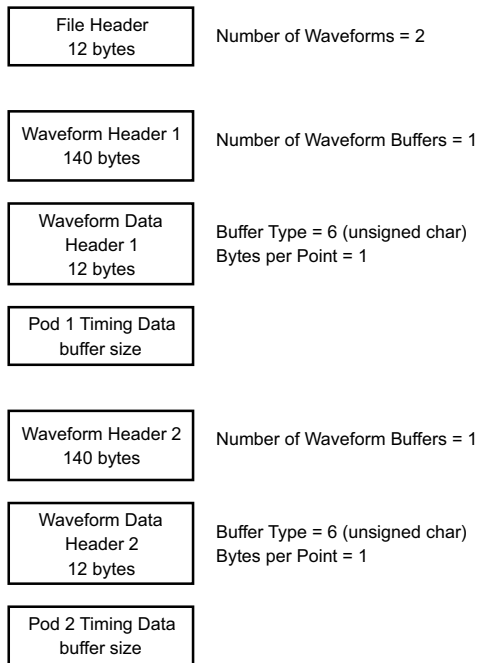 File Header
12 bytes
Number of Waveforms = 2
Waveform Header 1
140 bytes
Number of Waveform Buffers = 1
Waveform Data
Header 1
12 bytes
Buffer Type = 6 (unsigned char)
Bytes per Point = 1
Pod 1 Timing Data
buffer size
Waveform Header 2
140 bytes
Number of Waveform Buffers = 1
Waveform Data
Header 2
12 bytes
Buffer Type = 6 (unsigned char)
Bytes per Point = 1
Pod 2 Timing Data
buffer size